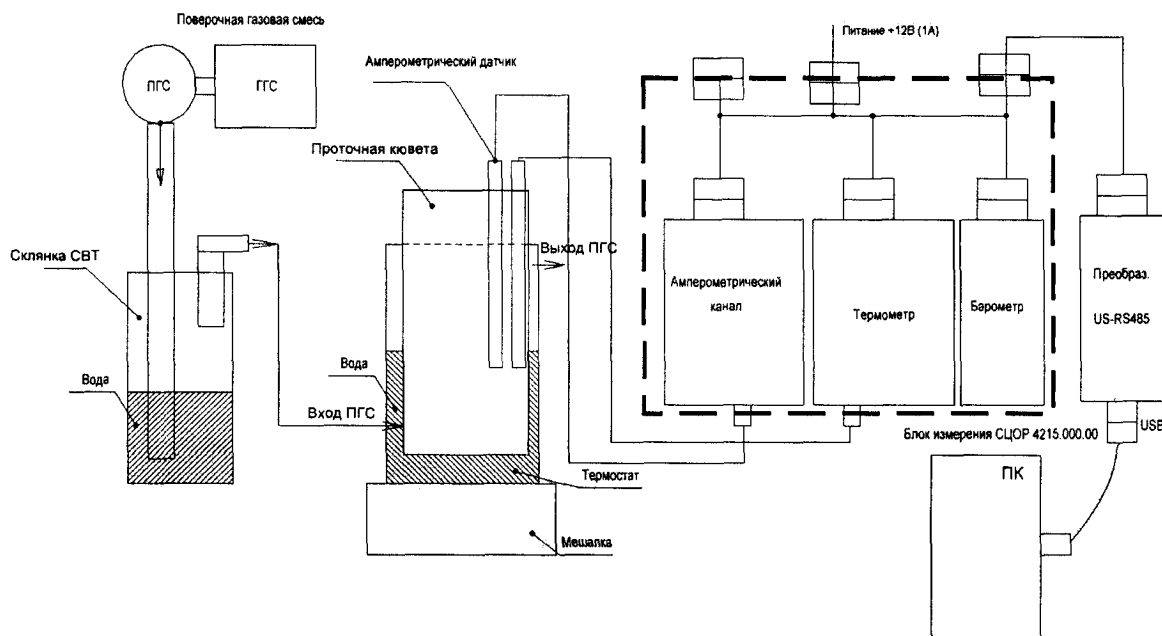 Поверочная газовая смесь
ПГС
ГГС
Амперометрический датчик
Питание +12В (1А)
Проточная кювета
Выход ПГС
Склянка СВТ
Амперометрический
канал
Термометр
Барометр
Преобраз.
US-RS485
Вода
Вода
Вход ПГС
USB
Блок измерения СЦОР 4215.000.00
Термостат
ПК
Мешалка